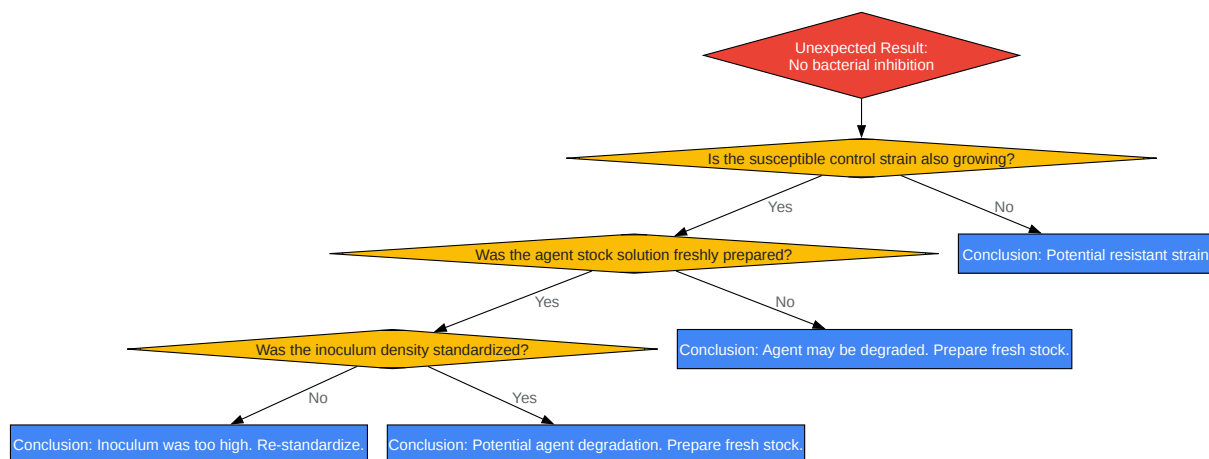 Unexpected Result:
No bacterial inhibition
Is the susceptible control strain also growing?
Yes
No
Was the agent stock solution freshly prepared?
Conclusion: Potential resistant strain
Yes
No
Was the inoculum density standardized?
Conclusion: Agent may be degraded. Prepare fresh stock.
No
Yes
Conclusion: Inoculum was too high. Re-standardize.
Conclusion: Potential agent degradation. Prepare fresh stock.